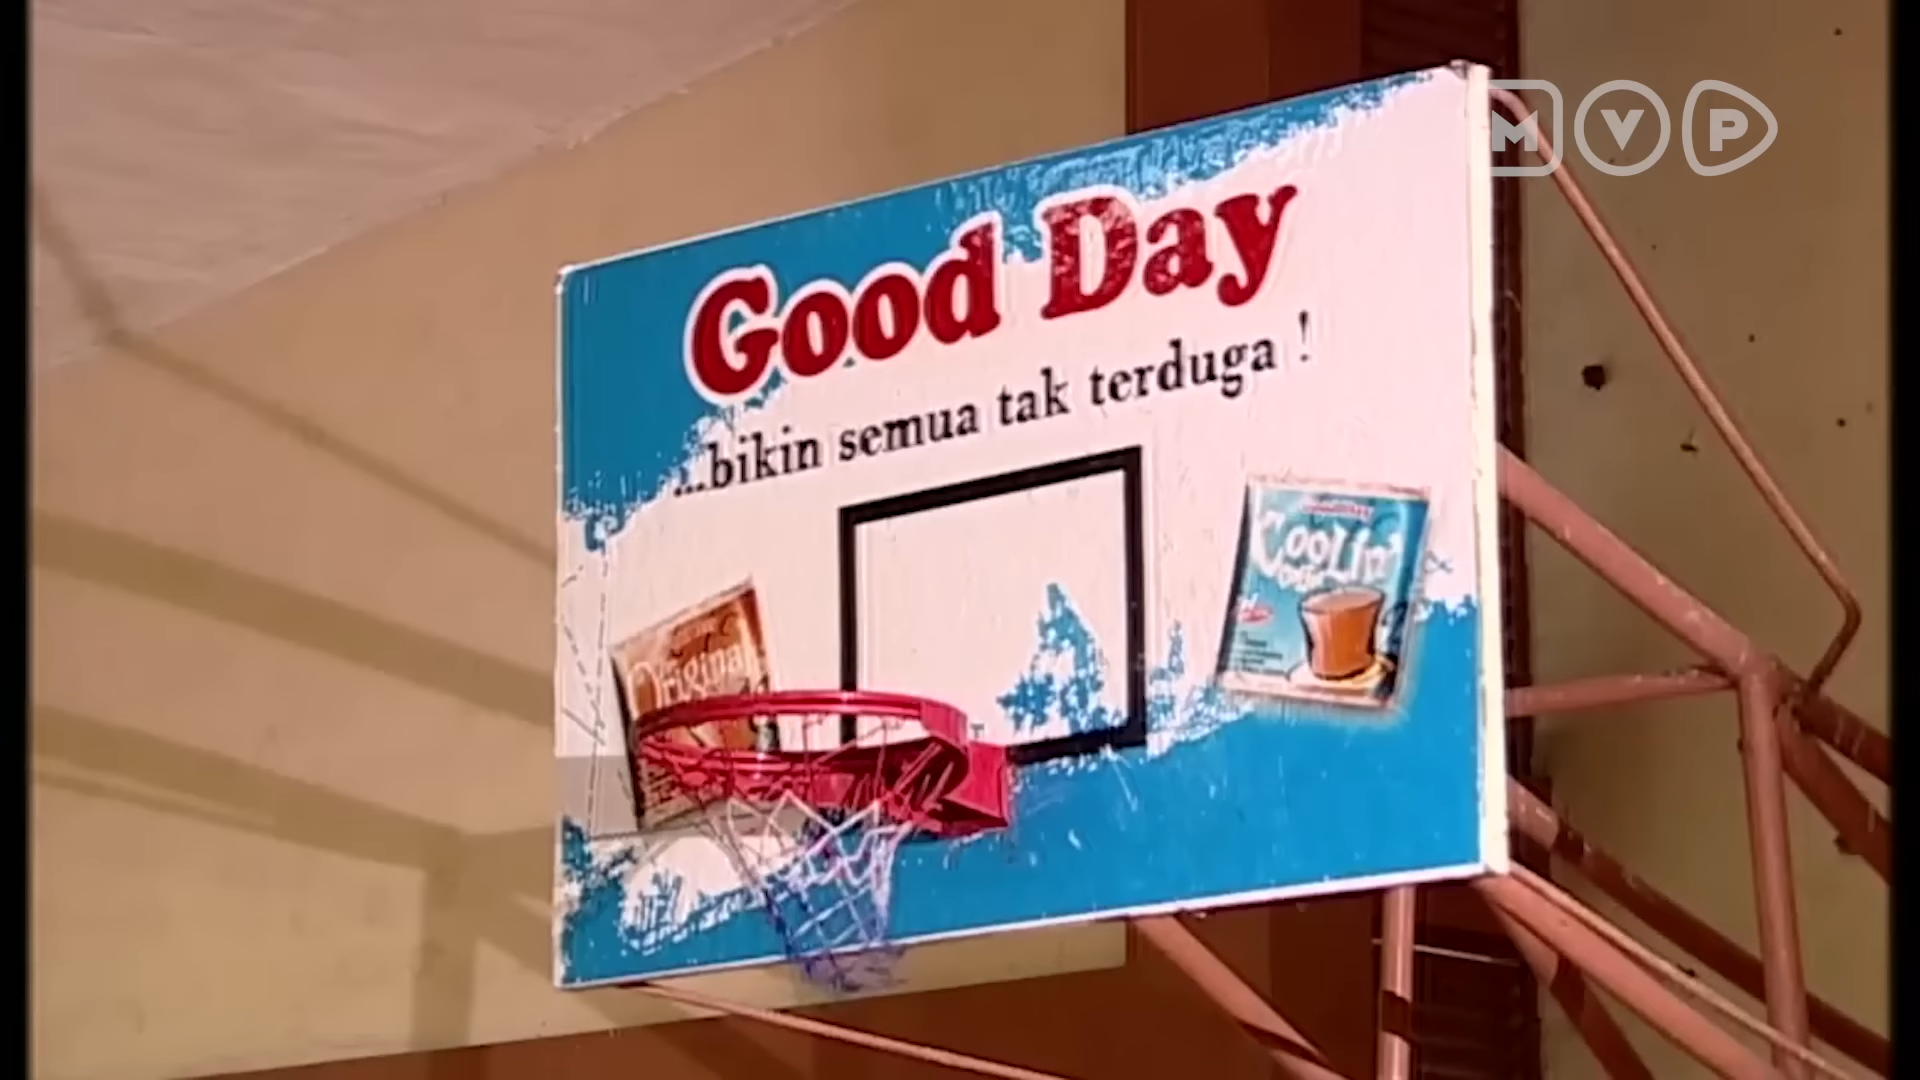 MVP
Good Day
...bikin semua tak terduga !
Coolin'
Original